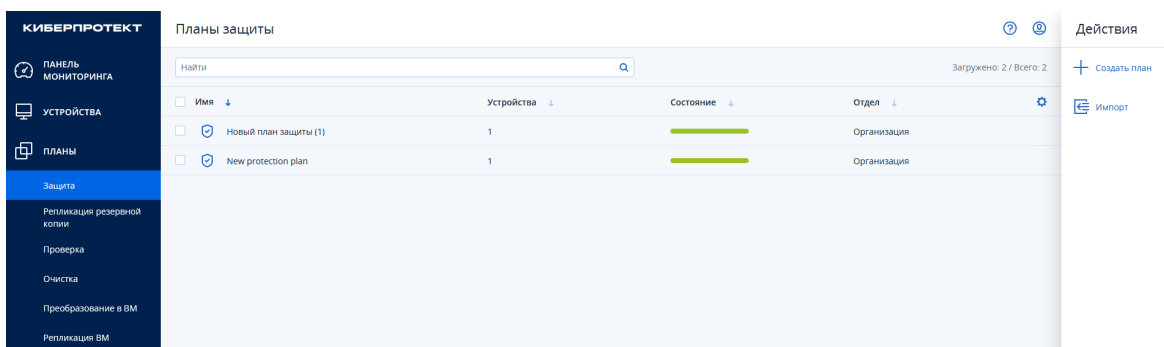 КИБЕРПРОТЕКТ
Планы защиты
Действия
ПАНЕЛЬ
МОНИТОРИНГА
Найти
Загружено: 2 / Всего: 2
Создать план
УСТРОЙСТВА
Имя
Устройства
Состояние
Отдел
Импорт
Новый план защиты (1)
1
Организация
ПЛАНЫ
New protection plan
1
Организация
Защита
Репликация резервной
копии
Проверка
Очистка
Преобразование в ВМ
Репликация ВМ